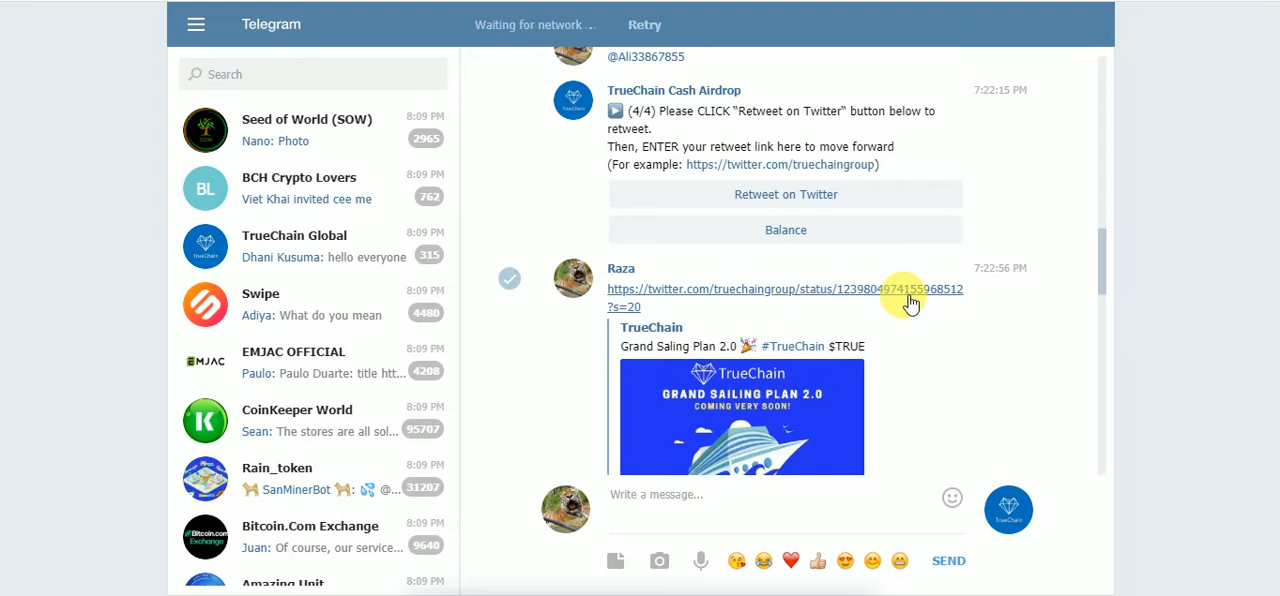 Telegram
Waiting for network ...
Retry
Search
Seed of World (SOW)
8:09 PM
Nano: Photo
2965
BL
BCH Crypto Lovers
8:09 PM
Viet Khai invited cee me
762
TrueChain Global
8:09 PM
Dhani Kusuma: hello everyone
315
Swipe
8:09 PM
Adiya: What do you mean
4480
EMJAC
EMJAC OFFICIAL
8:09 PM
Paulo: Paulo Duarte: title htt...
4208
K
CoinKeeper World
8:09 PM
Sean: The stores are all sol...
95707
Rain_token
8:09 PM
🐕 SanMinerBot 🐕: 💦 @...
31207
Bitcoin.com
Exchange
Bitcoin.Com Exchange
8:09 PM
Juan: Of course, our service...
9640
Amazing Unit
8:09 PM
@Ali33867855
TrueChain
TrueChain Cash Airdrop
7:22:15 PM
▶️ (4/4) Please CLICK “Retweet on Twitter” button below to
retweet.
Then, ENTER your retweet link here to move forward
(For example: https://twitter.com/truechaingroup)
Retweet on Twitter
Balance
Raza
7:22:56 PM
https://twitter.com/truechaingroup/status/1239804974155968512
?s=20
TrueChain
Grand Saling Plan 2.0 🎉 #TrueChain $TRUE
TrueChain
GRAND SAILING PLAN 2.0
COMING VERY SOON!
Write a message...
TrueChain
SEND